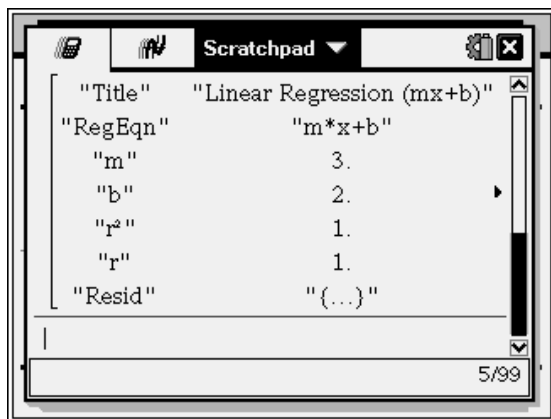 Scratchpad
"Title" "Linear Regression (mx+b)"
"RegEqn" "m*x+b"
"m" 3.
"b" 2.
"r²" 1.
"r" 1.
"Resid" "{...}"
5/99